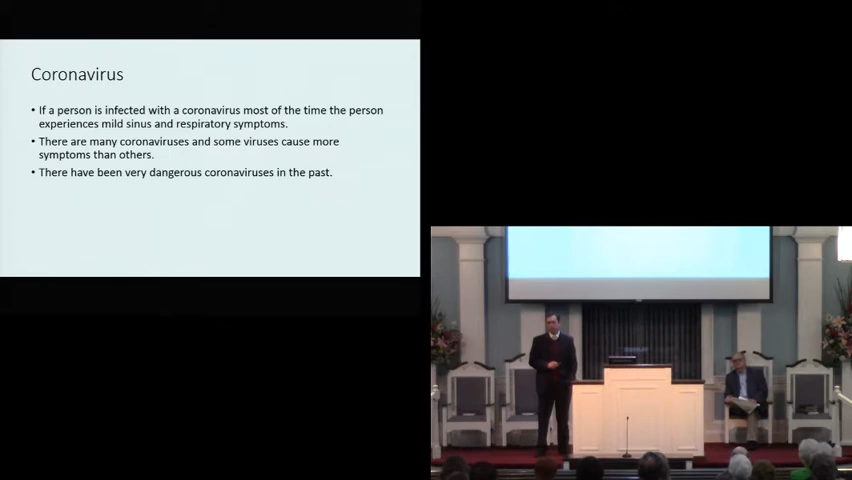 Coronavirus
• If a person is infected with a coronavirus most of the time the person
experiences mild sinus and respiratory symptoms.
• There are many coronaviruses and some viruses cause more
symptoms than others.
• There have been very dangerous coronaviruses in the past.